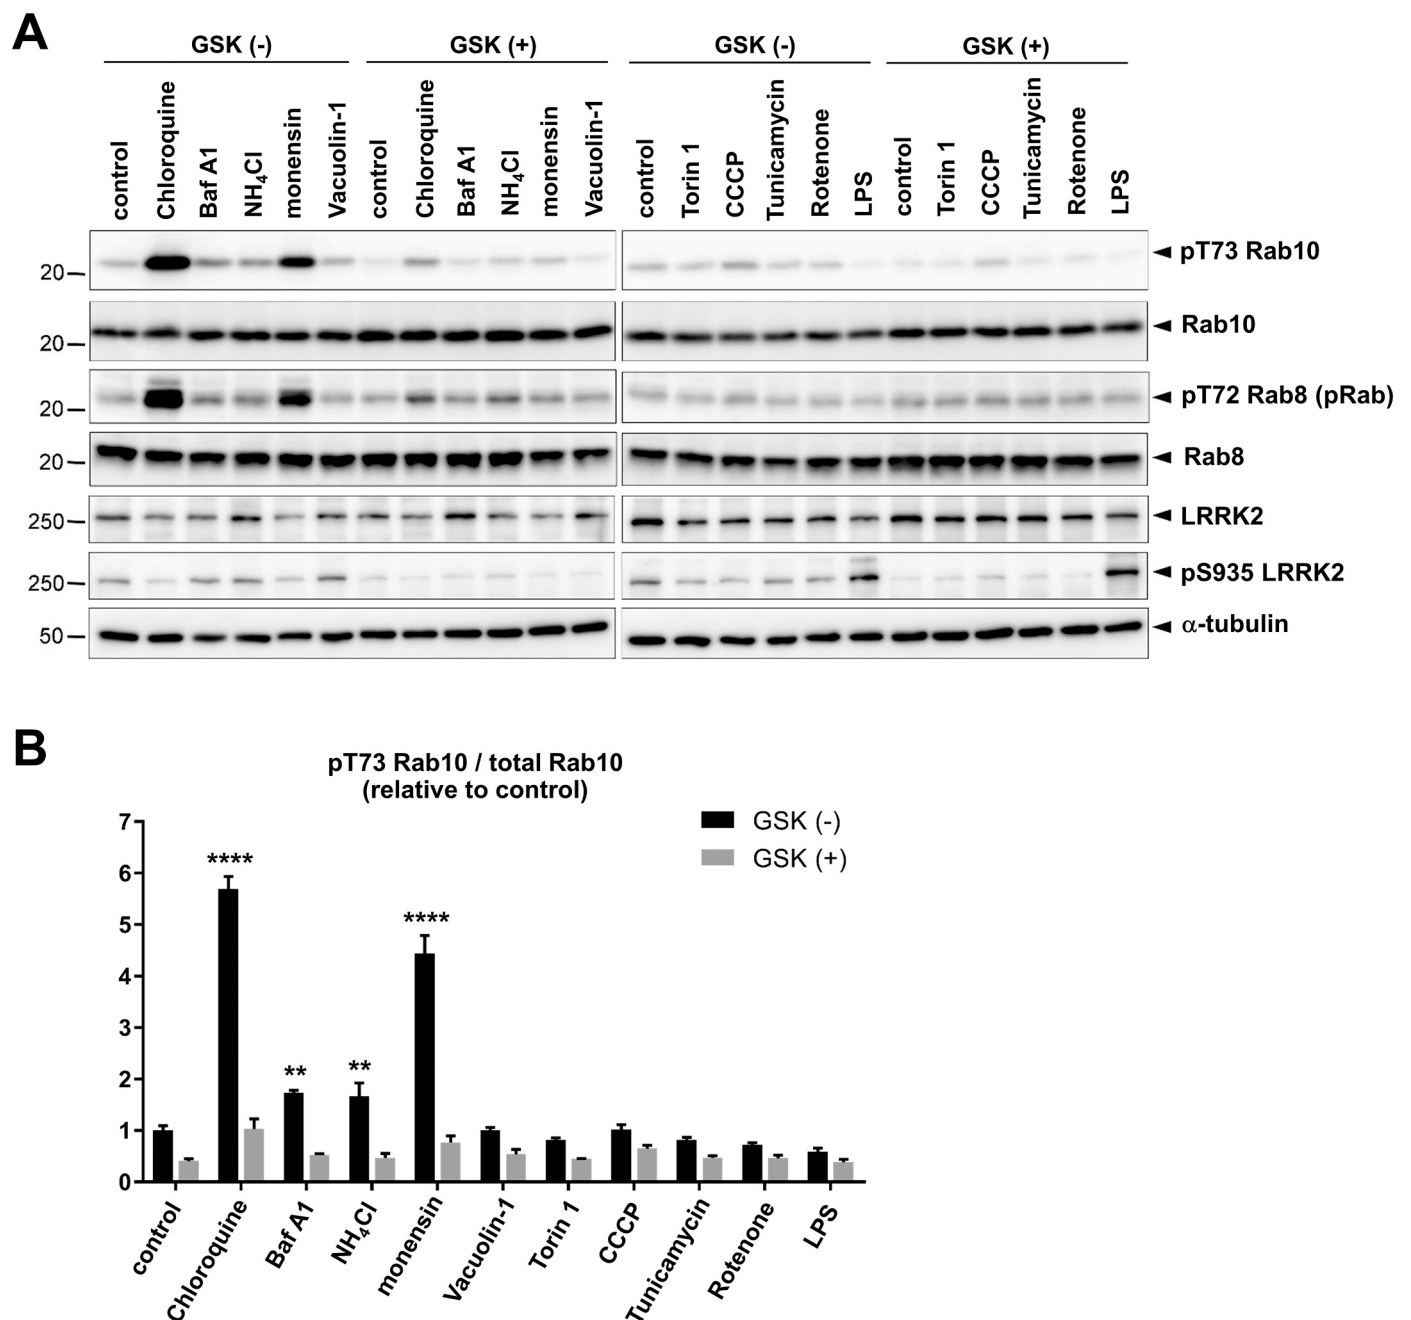 A
GSK (-) GSK (+) GSK (-) GSK (+)
control Chloroquine Baf A1 NH4Cl monensin Vacuolin-1 control Chloroquine Baf A1 NH4Cl monensin Vacuolin-1 control Torin 1 CCCP Tunicamycin Rotenone LPS control Torin 1 CCCP Tunicamycin Rotenone LPS
20 pT73 Rab10
20 Rab10
20 pT72 Rab8 (pRab)
20 Rab8
250 LRRK2
250 pS935 LRRK2
50 α-tubulin
B
pT73 Rab10 / total Rab10
(relative to control)
GSK (-)
GSK (+)
7
6
5
4
3
2
1
0
****
**
**
****
control Chloroquine Baf A1 NH4Cl monensin Vacuolin-1 Torin 1 CCCP Tunicamycin Rotenone LPS